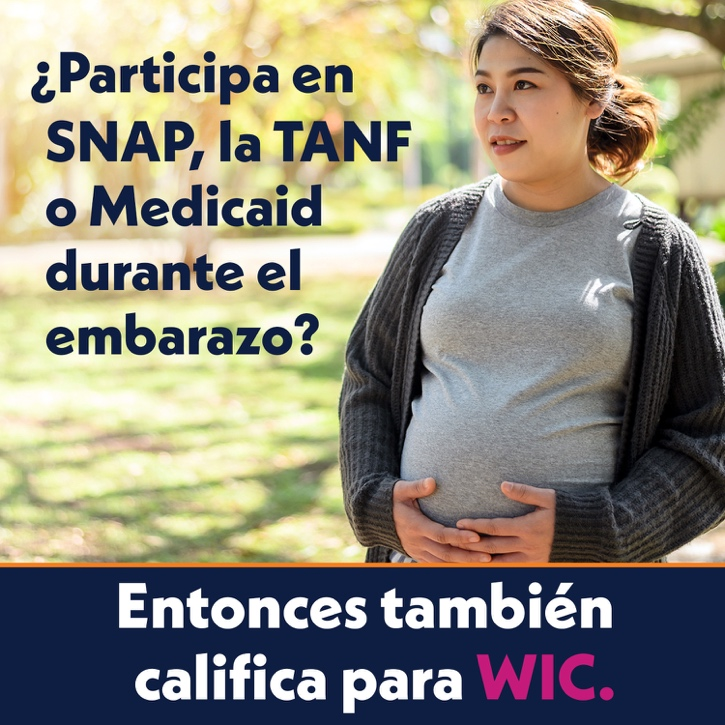 ¿Participa en
SNAP, la TANF
o Medicaid
durante el
embarazo?
Entonces también
califica para WIC.